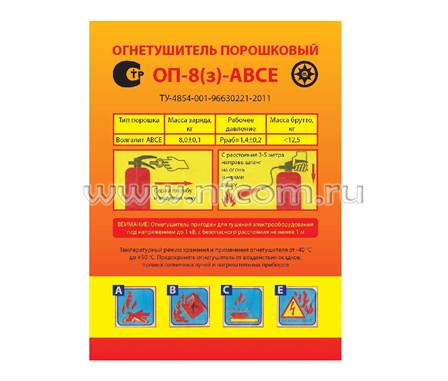 ОГНЕТУШИТЕЛЬ ПОРОШКОВЫЙ
СТР
ОП-8(з)-АВСЕ
ТУ-4854-001-96630221-2011
Тип порошка
Масса заряда, кг
Рабочее давление
Масса брутто, кг
Волгалит АВСЕ
8,0±0,1
Рраб=1,4±0,2
<12,5
С расстояния 3-5 метра
направь шланг
на огонь
www.nicom.ru
ВНИМАНИЕ! Огнетушитель пригоден для тушения электрооборудования
под напряжением до 1 кВ, с безопасного расстояния не менее 1 м
Температурный режим хранения и применения огнетушителя от -40 °С
до +50 °С. Предохранять огнетушитель от воздействия осадков,
прямых солнечных лучей и нагревательных приборов
A B C E